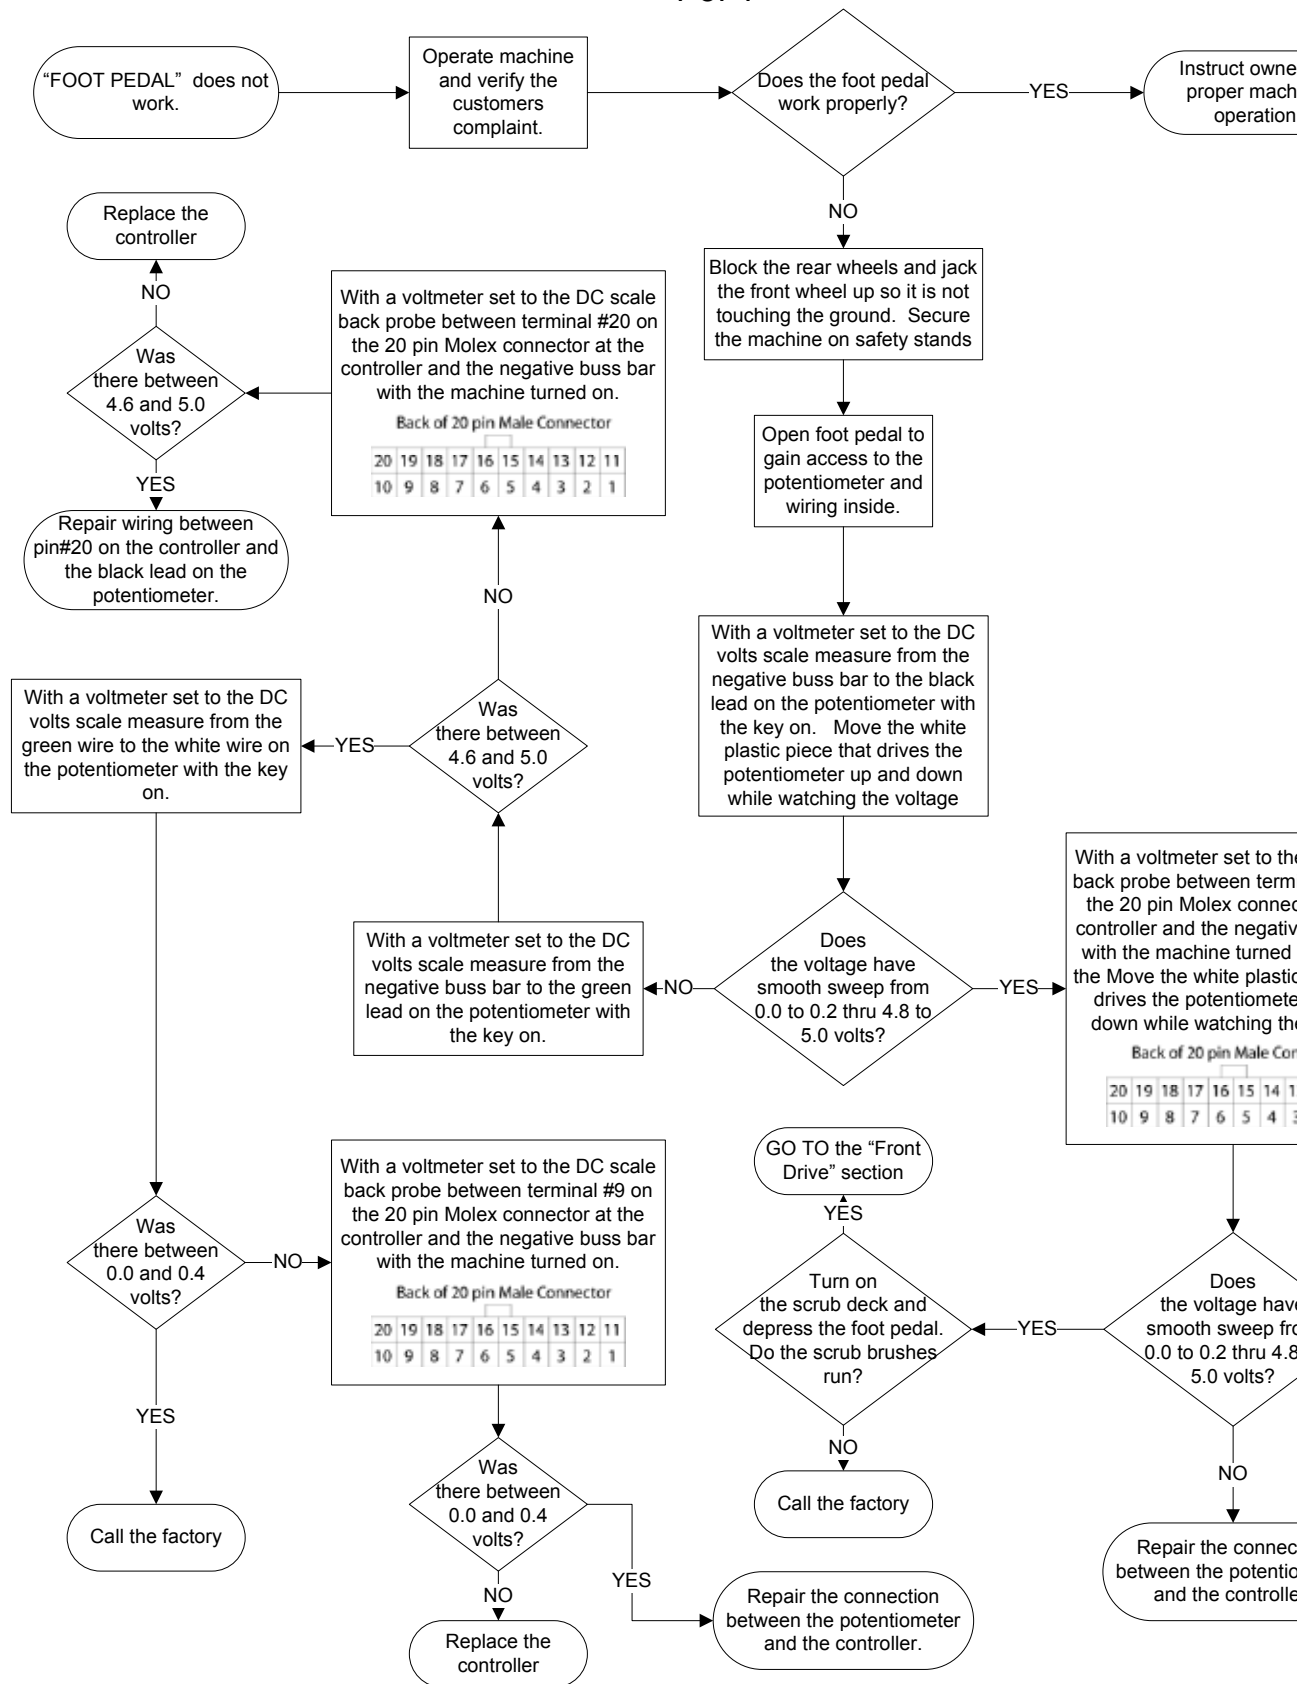 “FOOT PEDAL” does not
work.
Operate machine
and verify the
customers
complaint.
Does the foot pedal
work properly?
YES
Instruct owne
proper mach
operation
NO
Block the rear wheels and jack
the front wheel up so it is not
touching the ground. Secure
the machine on safety stands
Open foot pedal to
gain access to the
potentiometer and
wiring inside.
With a voltmeter set to the DC
volts scale measure from the
negative buss bar to the black
lead on the potentiometer with
the key on. Move the white
plastic piece that drives the
potentiometer up and down
while watching the voltage
Does
the voltage have
smooth sweep from
0.0 to 0.2 thru 4.8 to
5.0 volts?
NO
YES
With a voltmeter set to the DC
volts scale measure from the
negative buss bar to the green
lead on the potentiometer with
the key on.
Was
there between
4.6 and 5.0
volts?
NO
YES
With a voltmeter set to the DC scale
back probe between terminal #20 on
the 20 pin Molex connector at the
controller and the negative buss bar
with the machine turned on.
Back of 20 pin Male Connector
20 19 18 17 16 15 14 13 12 11
10 9 8 7 6 5 4 3 2 1
Was
there between
4.6 and 5.0
volts?
NO
Replace the
controller
YES
Repair wiring between
pin#20 on the controller and
the black lead on the
potentiometer.
With a voltmeter set to the DC
volts scale measure from the
green wire to the white wire on
the potentiometer with the key
on.
Was
there between
0.0 and 0.4
volts?
YES
Call the factory
NO
With a voltmeter set to the DC scale
back probe between terminal #9 on
the 20 pin Molex connector at the
controller and the negative buss bar
with the machine turned on.
Back of 20 pin Male Connector
20 19 18 17 16 15 14 13 12 11
10 9 8 7 6 5 4 3 2 1
Was
there between
0.0 and 0.4
volts?
NO
Replace the
controller
YES
Repair the connection
between the potentiometer
and the controller.
With a voltmeter set to the
back probe between term
the 20 pin Molex connec
controller and the negativ
with the machine turned
the Move the white plastic
drives the potentiomete
down while watching the
Back of 20 pin Male Con
20 19 18 17 16 15 14
10 9 8 7 6 5 4
Does
the voltage have
smooth sweep fro
0.0 to 0.2 thru 4.8
5.0 volts?
YES
NO
Repair the connec
between the potentio
and the controlle
Turn on
the scrub deck and
depress the foot pedal.
Do the scrub brushes
run?
YES
GO TO the “Front
Drive” section
NO
Call the factory